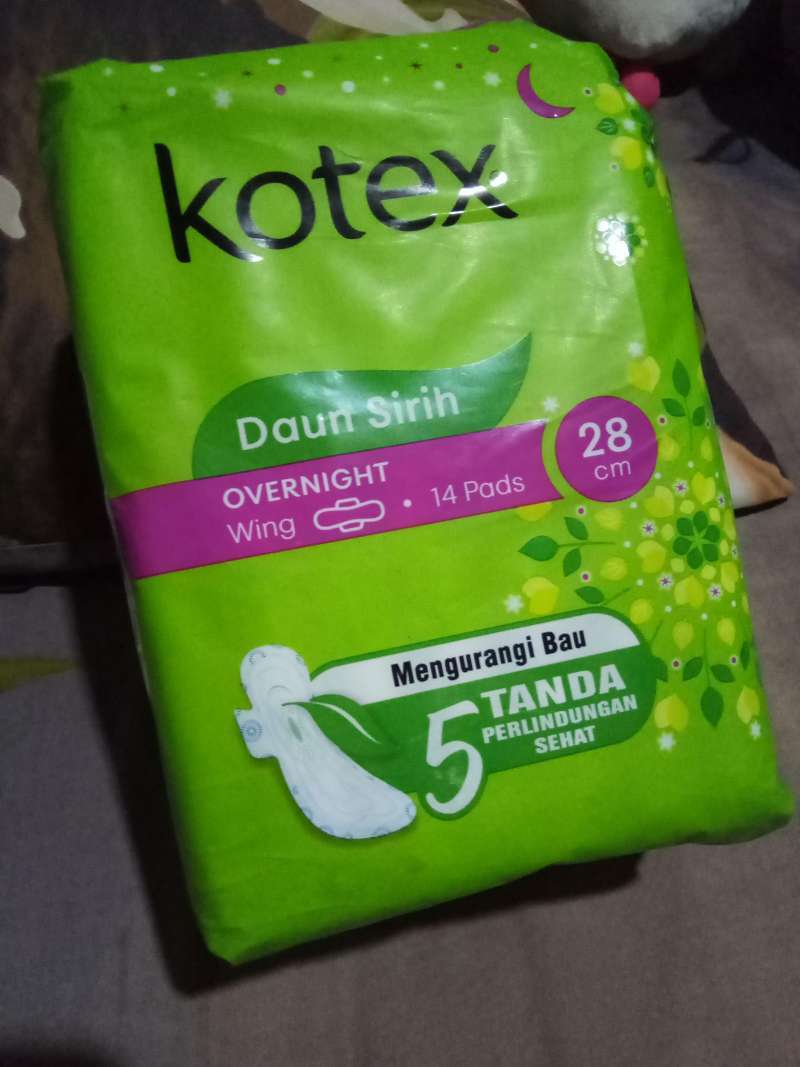 kotex
Daun Sirih
OVERNIGHT
Wing • 14 Pads
28
cm
Mengurangi Bau
5 TANDA
PERLINDUNGAN
SEHAT